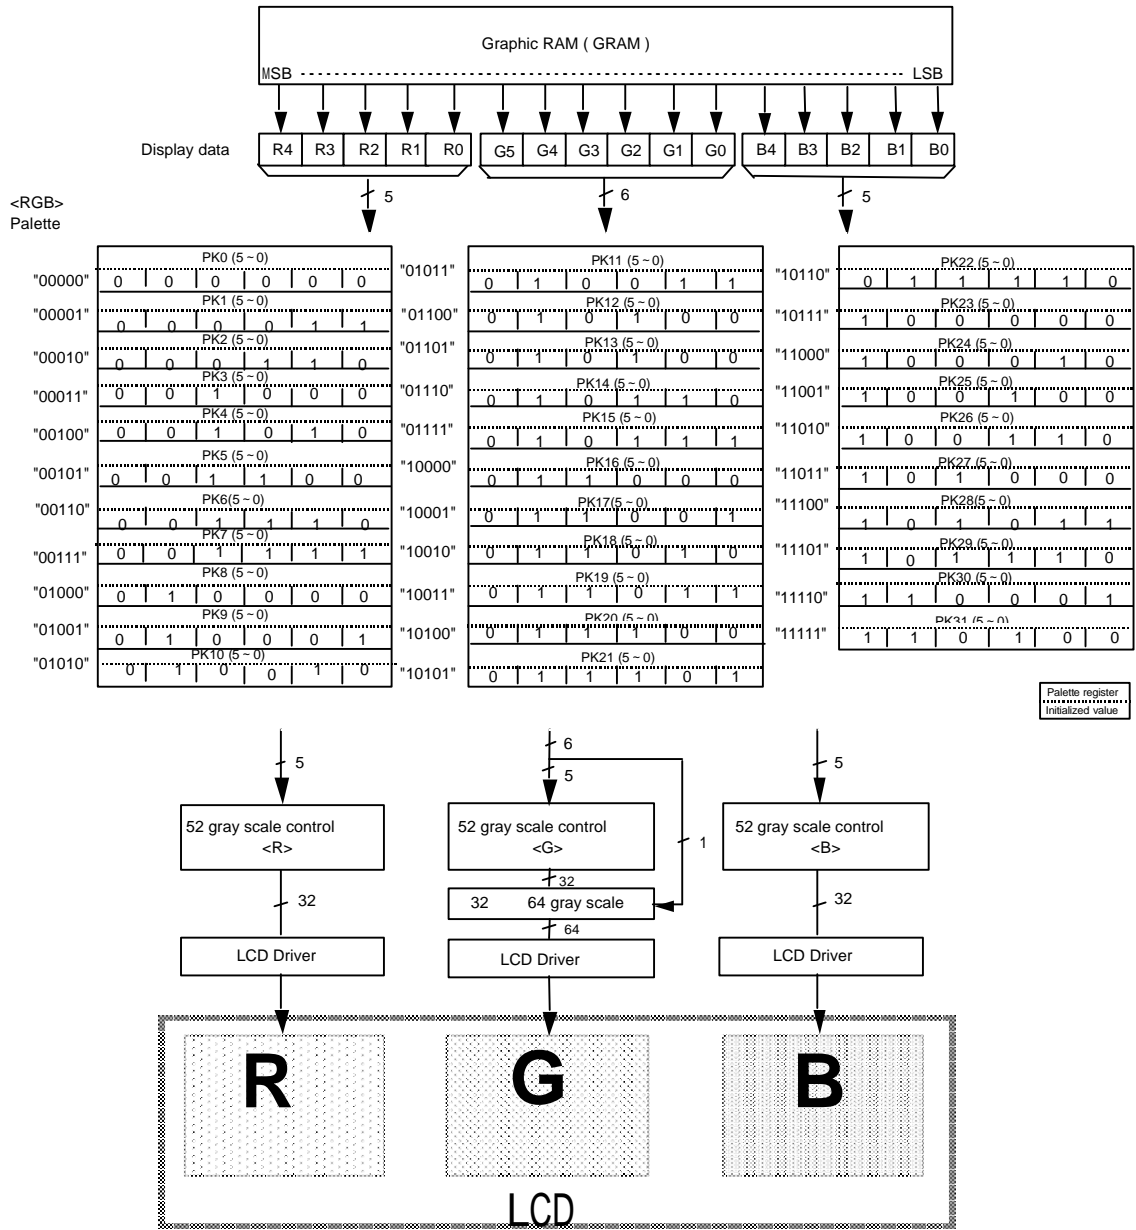 Graphic RAM ( GRAM )
MSB LSB
Display data R4 R3 R2 R1 R0 G5 G4 G3 G2 G1 G0 B4 B3 B2 B1 B0
5 6 5
<RGB>
Palette
PK0 (5 ~ 0)
"00000" 0 0 0 0 0 0
PK1 (5 ~ 0)
"00001" 0 0 0 0 1 1
PK2 (5 ~ 0)
"00010" 0 0 0 1 1 0
PK3 (5 ~ 0)
"00011" 0 0 1 0 0 0
PK4 (5 ~ 0)
"00100" 0 0 1 0 1 0
PK5 (5 ~ 0)
"00101" 0 0 1 1 0 0
PK6(5 ~ 0)
"00110" 0 0 1 1 1 0
PK7 (5 ~ 0)
"00111" 0 0 1 1 1 1
PK8 (5 ~ 0)
"01000" 0 1 0 0 0 0
PK9 (5 ~ 0)
"01001" 0 1 0 0 0 1
PK10 (5 ~ 0)
"01010" 0 1 0 0 1 0
PK11 (5 ~ 0)
"01011" 0 1 0 0 1 1
PK12 (5 ~ 0)
"01100" 0 1 0 1 0 0
PK13 (5 ~ 0)
"01101" 0 1 0 1 0 0
PK14 (5 ~ 0)
"01110" 0 1 0 1 1 0
PK15 (5 ~ 0)
"01111" 0 1 0 1 1 1
PK16 (5 ~ 0)
"10000" 0 1 1 0 0 0
PK17(5 ~ 0)
"10001" 0 1 1 0 0 1
PK18 (5 ~ 0)
"10010" 0 1 1 0 1 0
PK19 (5 ~ 0)
"10011" 0 1 1 0 1 1
PK20 (5 ~ 0)
"10100" 0 1 1 1 0 0
PK21 (5 ~ 0)
"10101" 0 1 1 1 0 1
PK22 (5 ~ 0)
"10110" 0 1 1 1 1 0
PK23 (5 ~ 0)
"10111" 1 0 0 0 0 0
PK24 (5 ~ 0)
"11000" 1 0 0 0 1 0
PK25 (5 ~ 0)
"11001" 1 0 0 1 0 0
PK26 (5 ~ 0)
"11010" 1 0 0 1 1 0
PK27 (5 ~ 0)
"11011" 1 0 1 0 0 0
PK28(5 ~ 0)
"11100" 1 0 1 0 1 1
PK29 (5 ~ 0)
"11101" 1 0 1 1 1 0
PK30 (5 ~ 0)
"11110" 1 1 0 0 0 1
PK31 (5 ~ 0)
"11111" 1 1 0 1 0 0
Palette register
Initialized value
5 6 5
5
52 gray scale control
<R>
52 gray scale control
<G>
52 gray scale control
<B>
1
32 32 32
32 64 gray scale
64
LCD Driver LCD Driver LCD Driver
R G B
LCD